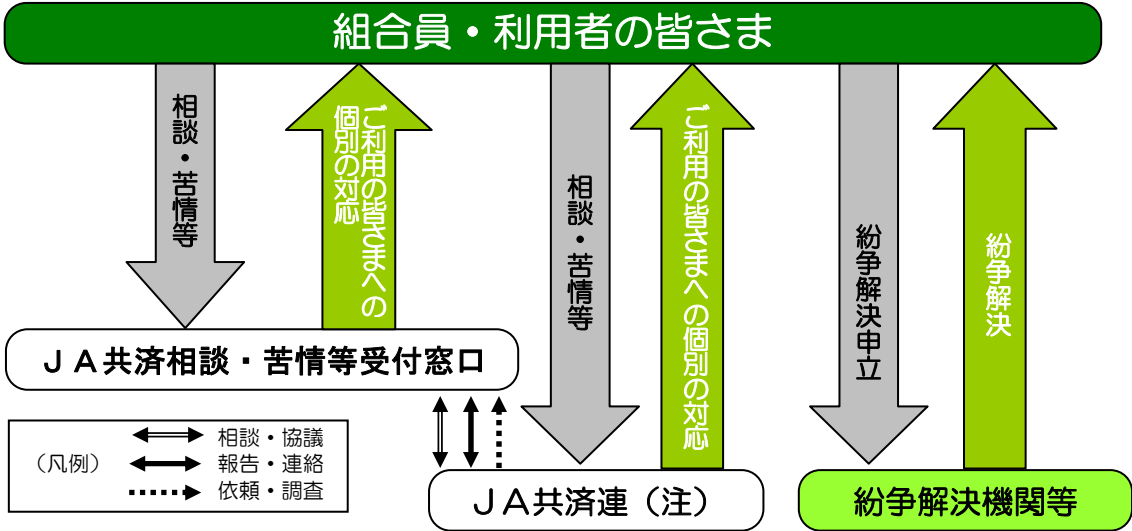 組合員・利用者の皆さま
相談・苦情等
ご利用の皆さまへの
個別の対応
相談・苦情等
ご利用の皆さまへの個別の対応
紛争解決申立
紛争解決
ＪＡ共済相談・苦情等受付窓口
（凡例）
相談・協議
報告・連絡
依頼・調査
ＪＡ共済連（注）
紛争解決機関等